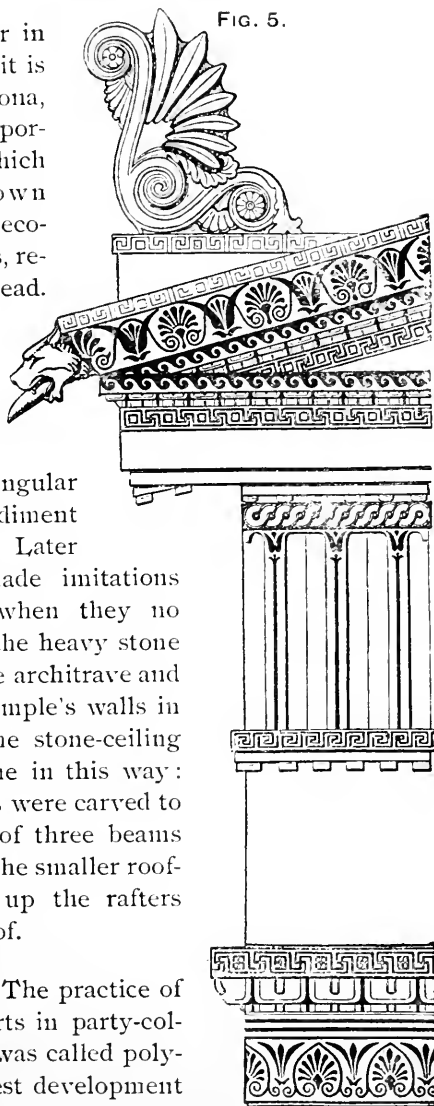 FIG. 5.
r in
it is
ona,
por-
hich
own
eco-
s, re-
ead.
ngular
diment
Later
ade imitations
when they no
the heavy stone
e architrave and
mple's walls in
ne stone-ceiling
ne in this way:
s were carved to
of three beams
he smaller roof-
up the rafters
of.
The practice of
rts in party-col-
was called poly-
est development